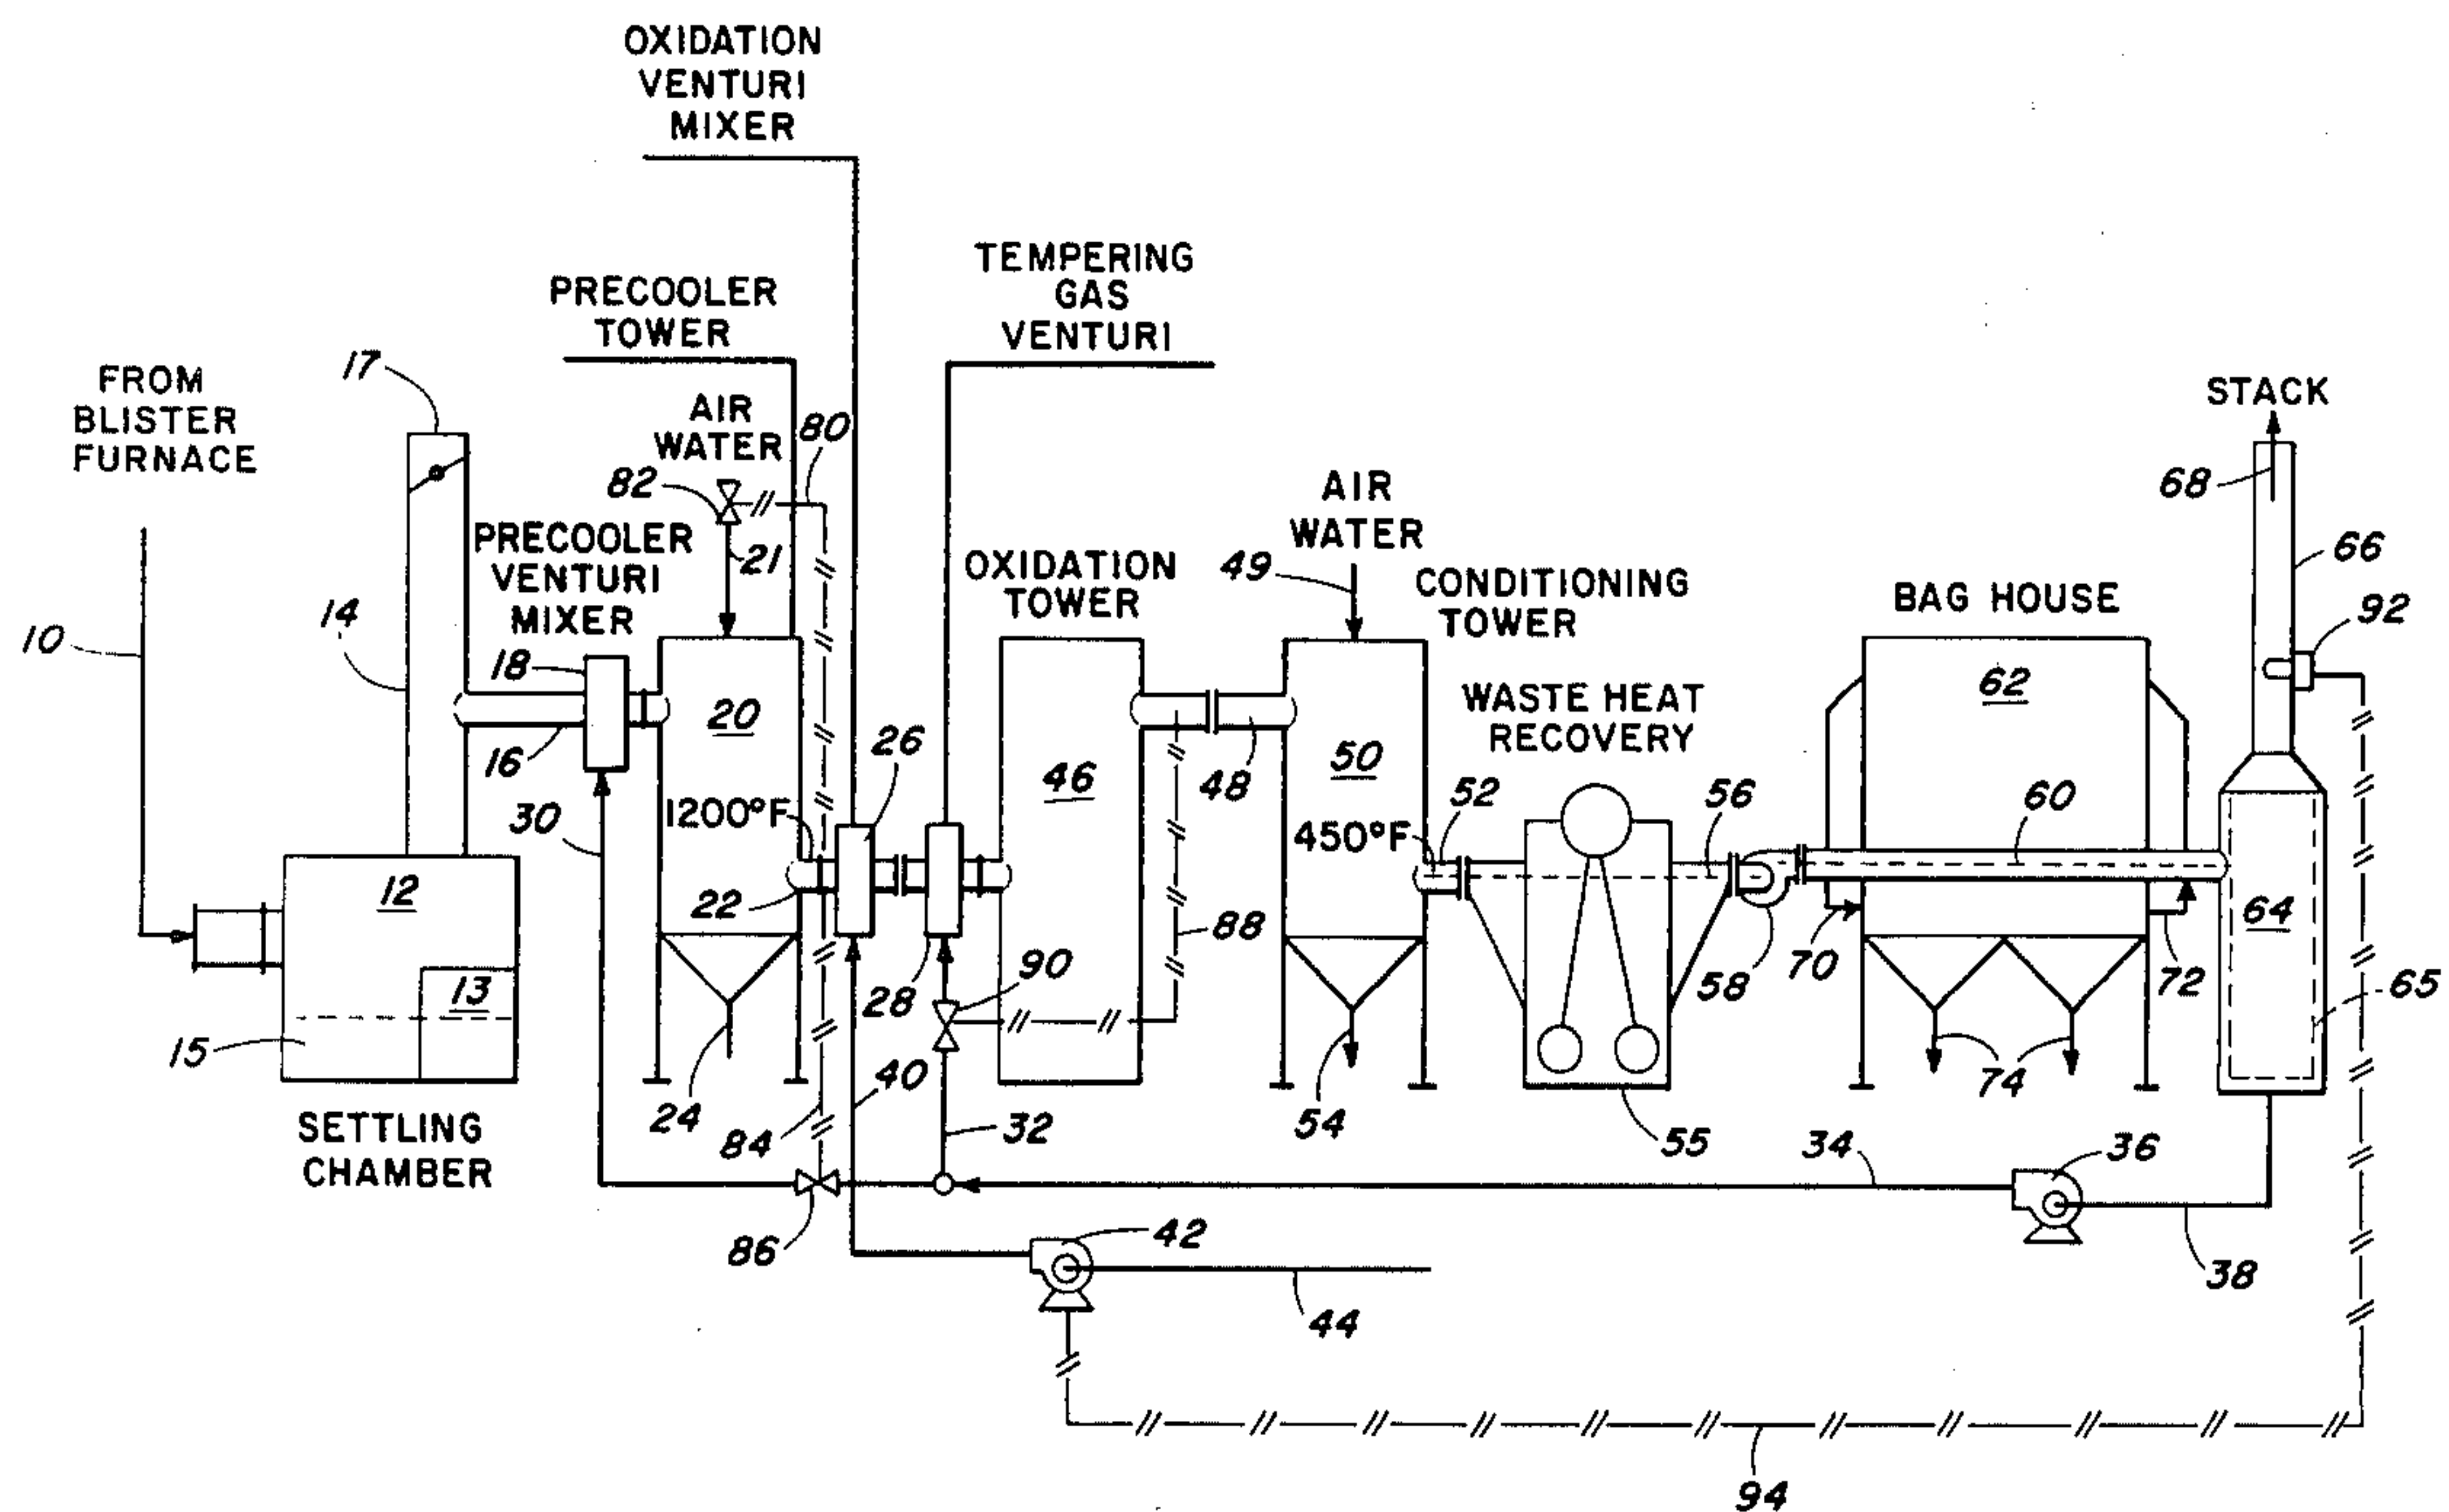 OXIDATION
VENTURI
MIXER
TEMPERING
GAS
VENTURI
PRECOOLER
TOWER
FROM
BLISTER
FURNACE
17
AIR
WATER
80
82
STACK
68
AIR
WATER
49
PRECOOLER
VENTURI
MIXER
21
OXIDATION
TOWER
CONDITIONING
TOWER
BAG HOUSE
66
92
10
14
18
16
20
26
46
48
50
WASTE HEAT
RECOVERY
62
30
1200°F
22
450°F
52
56
60
12
13
15
28
90
88
58
70
72
64
65
24
84
40
32
54
55
74
SETTLING
CHAMBER
34
36
86
42
44
38
94